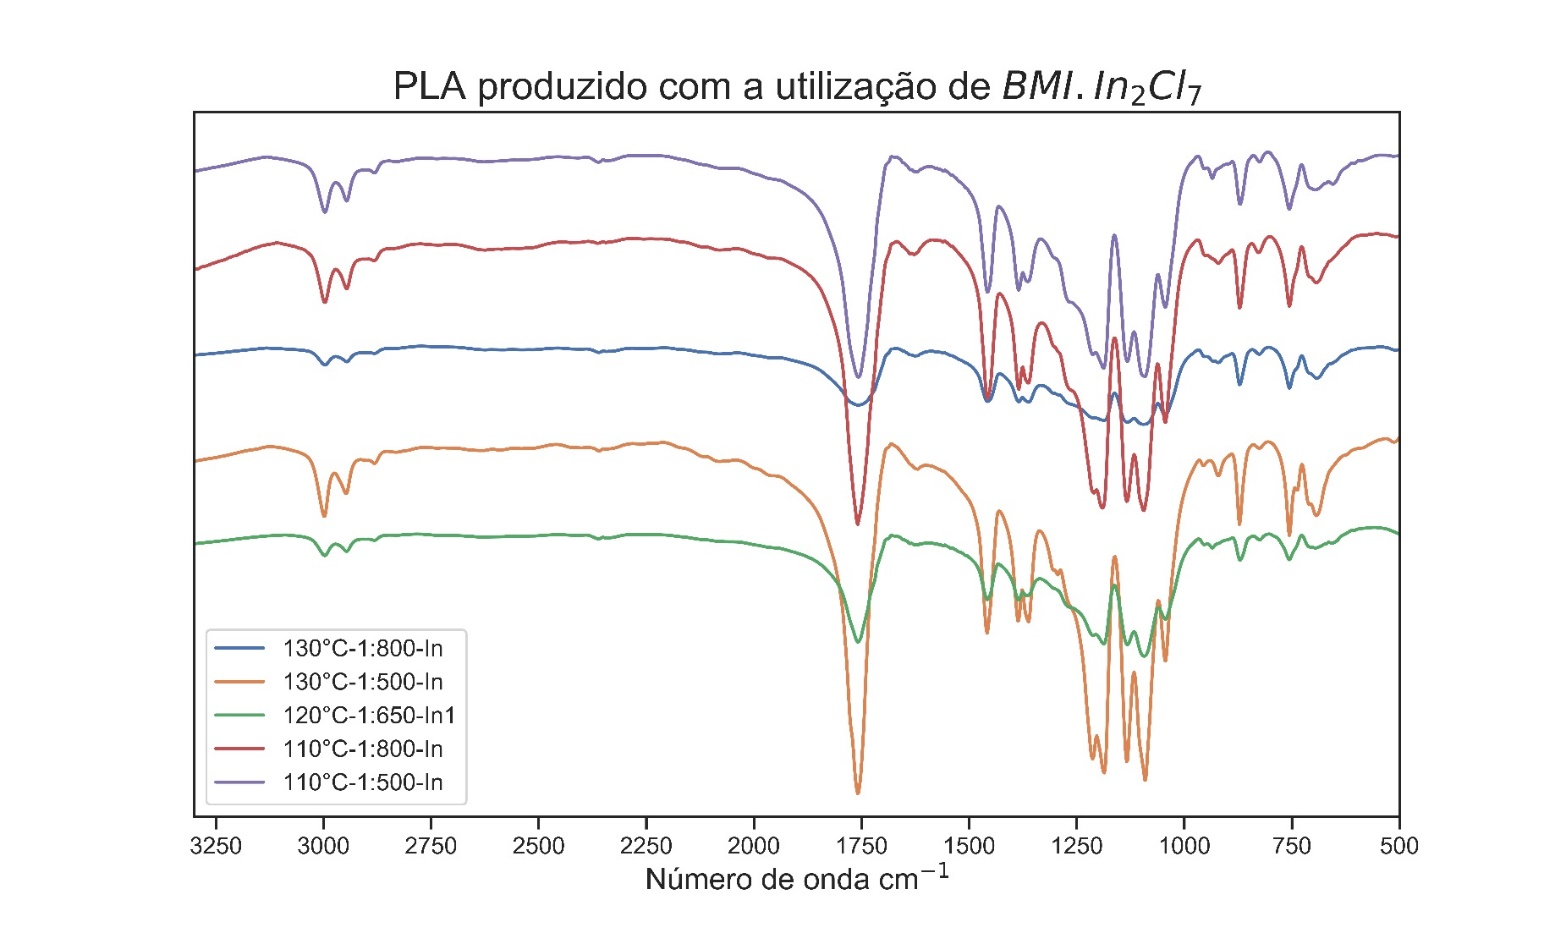 PLA produzido com a utilização de BMI.In₂Cl₇
130°C-1:800-In
130°C-1:500-In
120°C-1:650-In1
110°C-1:800-In
110°C-1:500-In
3250 3000 2750 2500 2250 2000 1750 1500 1250 1000 750 500
Número de onda cm⁻¹